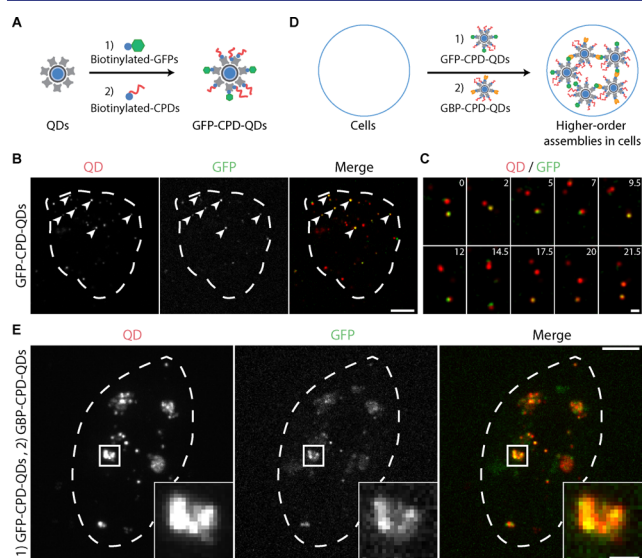 A
1) Biotinylated-GFPs
2) Biotinylated-CPDs
QDs
GFP-CPD-QDs
D
1) GFP-CPD-QDs
2) GBP-CPD-QDs
Cells
Higher-order
assemblies in cells
B
QD
GFP
Merge
GFP-CPD-QDs
C
QD / GFP
0
2
5
7
9.5
12
14.5
17.5
20
21.5
E
QD
GFP
Merge
1) GFP-CPD-QDs , 2) GBP-CPD-QDs